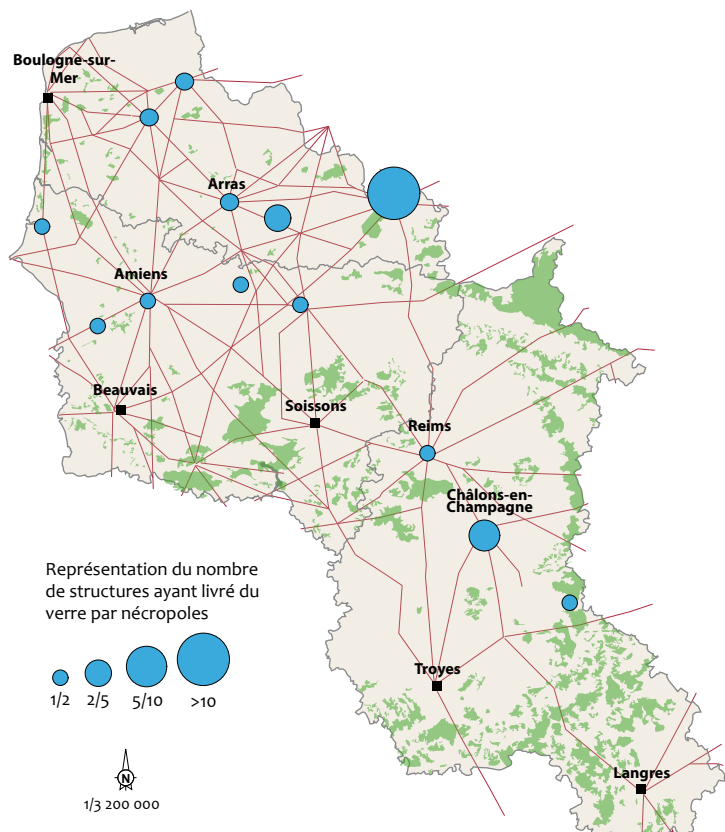 Boulogne-sur-
Mer
Arras
Amiens
Beauvais
Soissons
Reims
Châlons-en-
Champagne
Représentation du nombre
de structures ayant livré du
verre par nécropoles
1/2 2/5 5/10 >10
Troyes
N
1/3 200 000
Langres